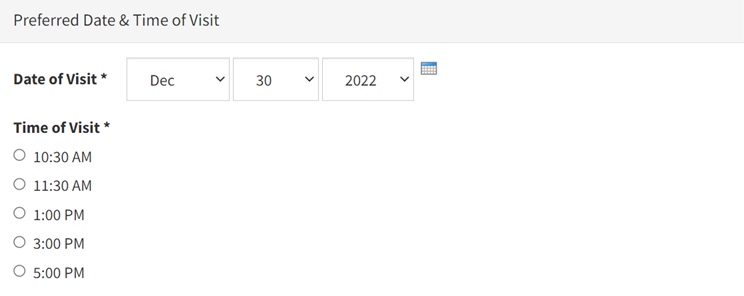 Preferred Date & Time of Visit
Date of Visit * Dec 30 2022
Time of Visit *
10:30 AM
11:30 AM
1:00 PM
3:00 PM
5:00 PM